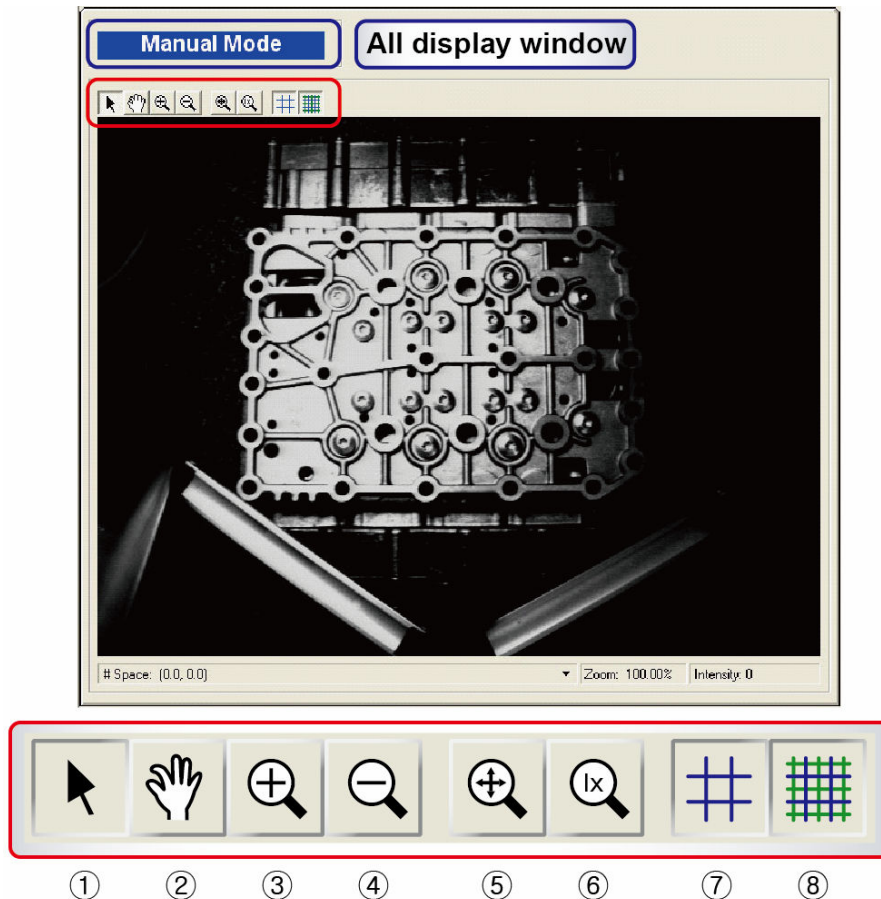 Manual Mode
All display window
# Space: (0.0, 0.0)
Zoom: 100.00%
Intensity: 0
1x
① ② ③ ④ ⑤ ⑥ ⑦ ⑧